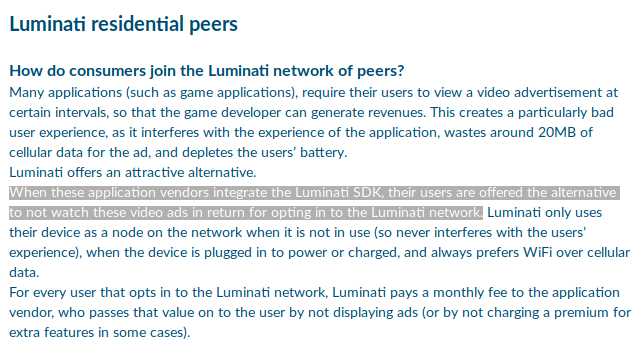 Luminati residential peers
How do consumers join the Luminati network of peers?
Many applications (such as game applications), require their users to view a video advertisement at
certain intervals, so that the game developer can generate revenues. This creates a particularly bad
user experience, as it interferes with the experience of the application, wastes around 20MB of
cellular data for the ad, and depletes the users' battery.
Luminati offers an attractive alternative.
When these application vendors integrate the Luminati SDK, their users are offered the alternative
to not watch these video ads in return for opting in to the Luminati network. Luminati only uses
their device as a node on the network when it is not in use (so never interferes with the users'
experience), when the device is plugged in to power or charged, and always prefers WiFi over cellular
data.
For every user that opts in to the Luminati network, Luminati pays a monthly fee to the application
vendor, who passes that value on to the user by not displaying ads (or by not charging a premium for
extra features in some cases).